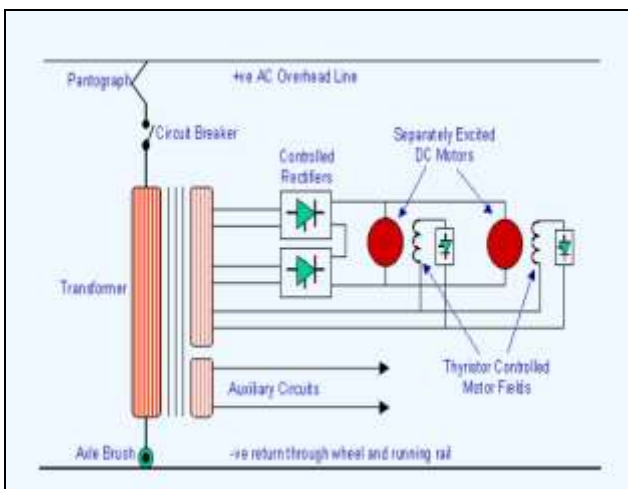 Pantograph
+ve AC Overhead Line
Circuit Breaker
Controlled
Rectifiers
Separately Excited
DC Motors
Transformer
Thyristor Controlled
Motor Fields
Auxiliary Circuits
Axle Brush
-ve return through wheel and running rail